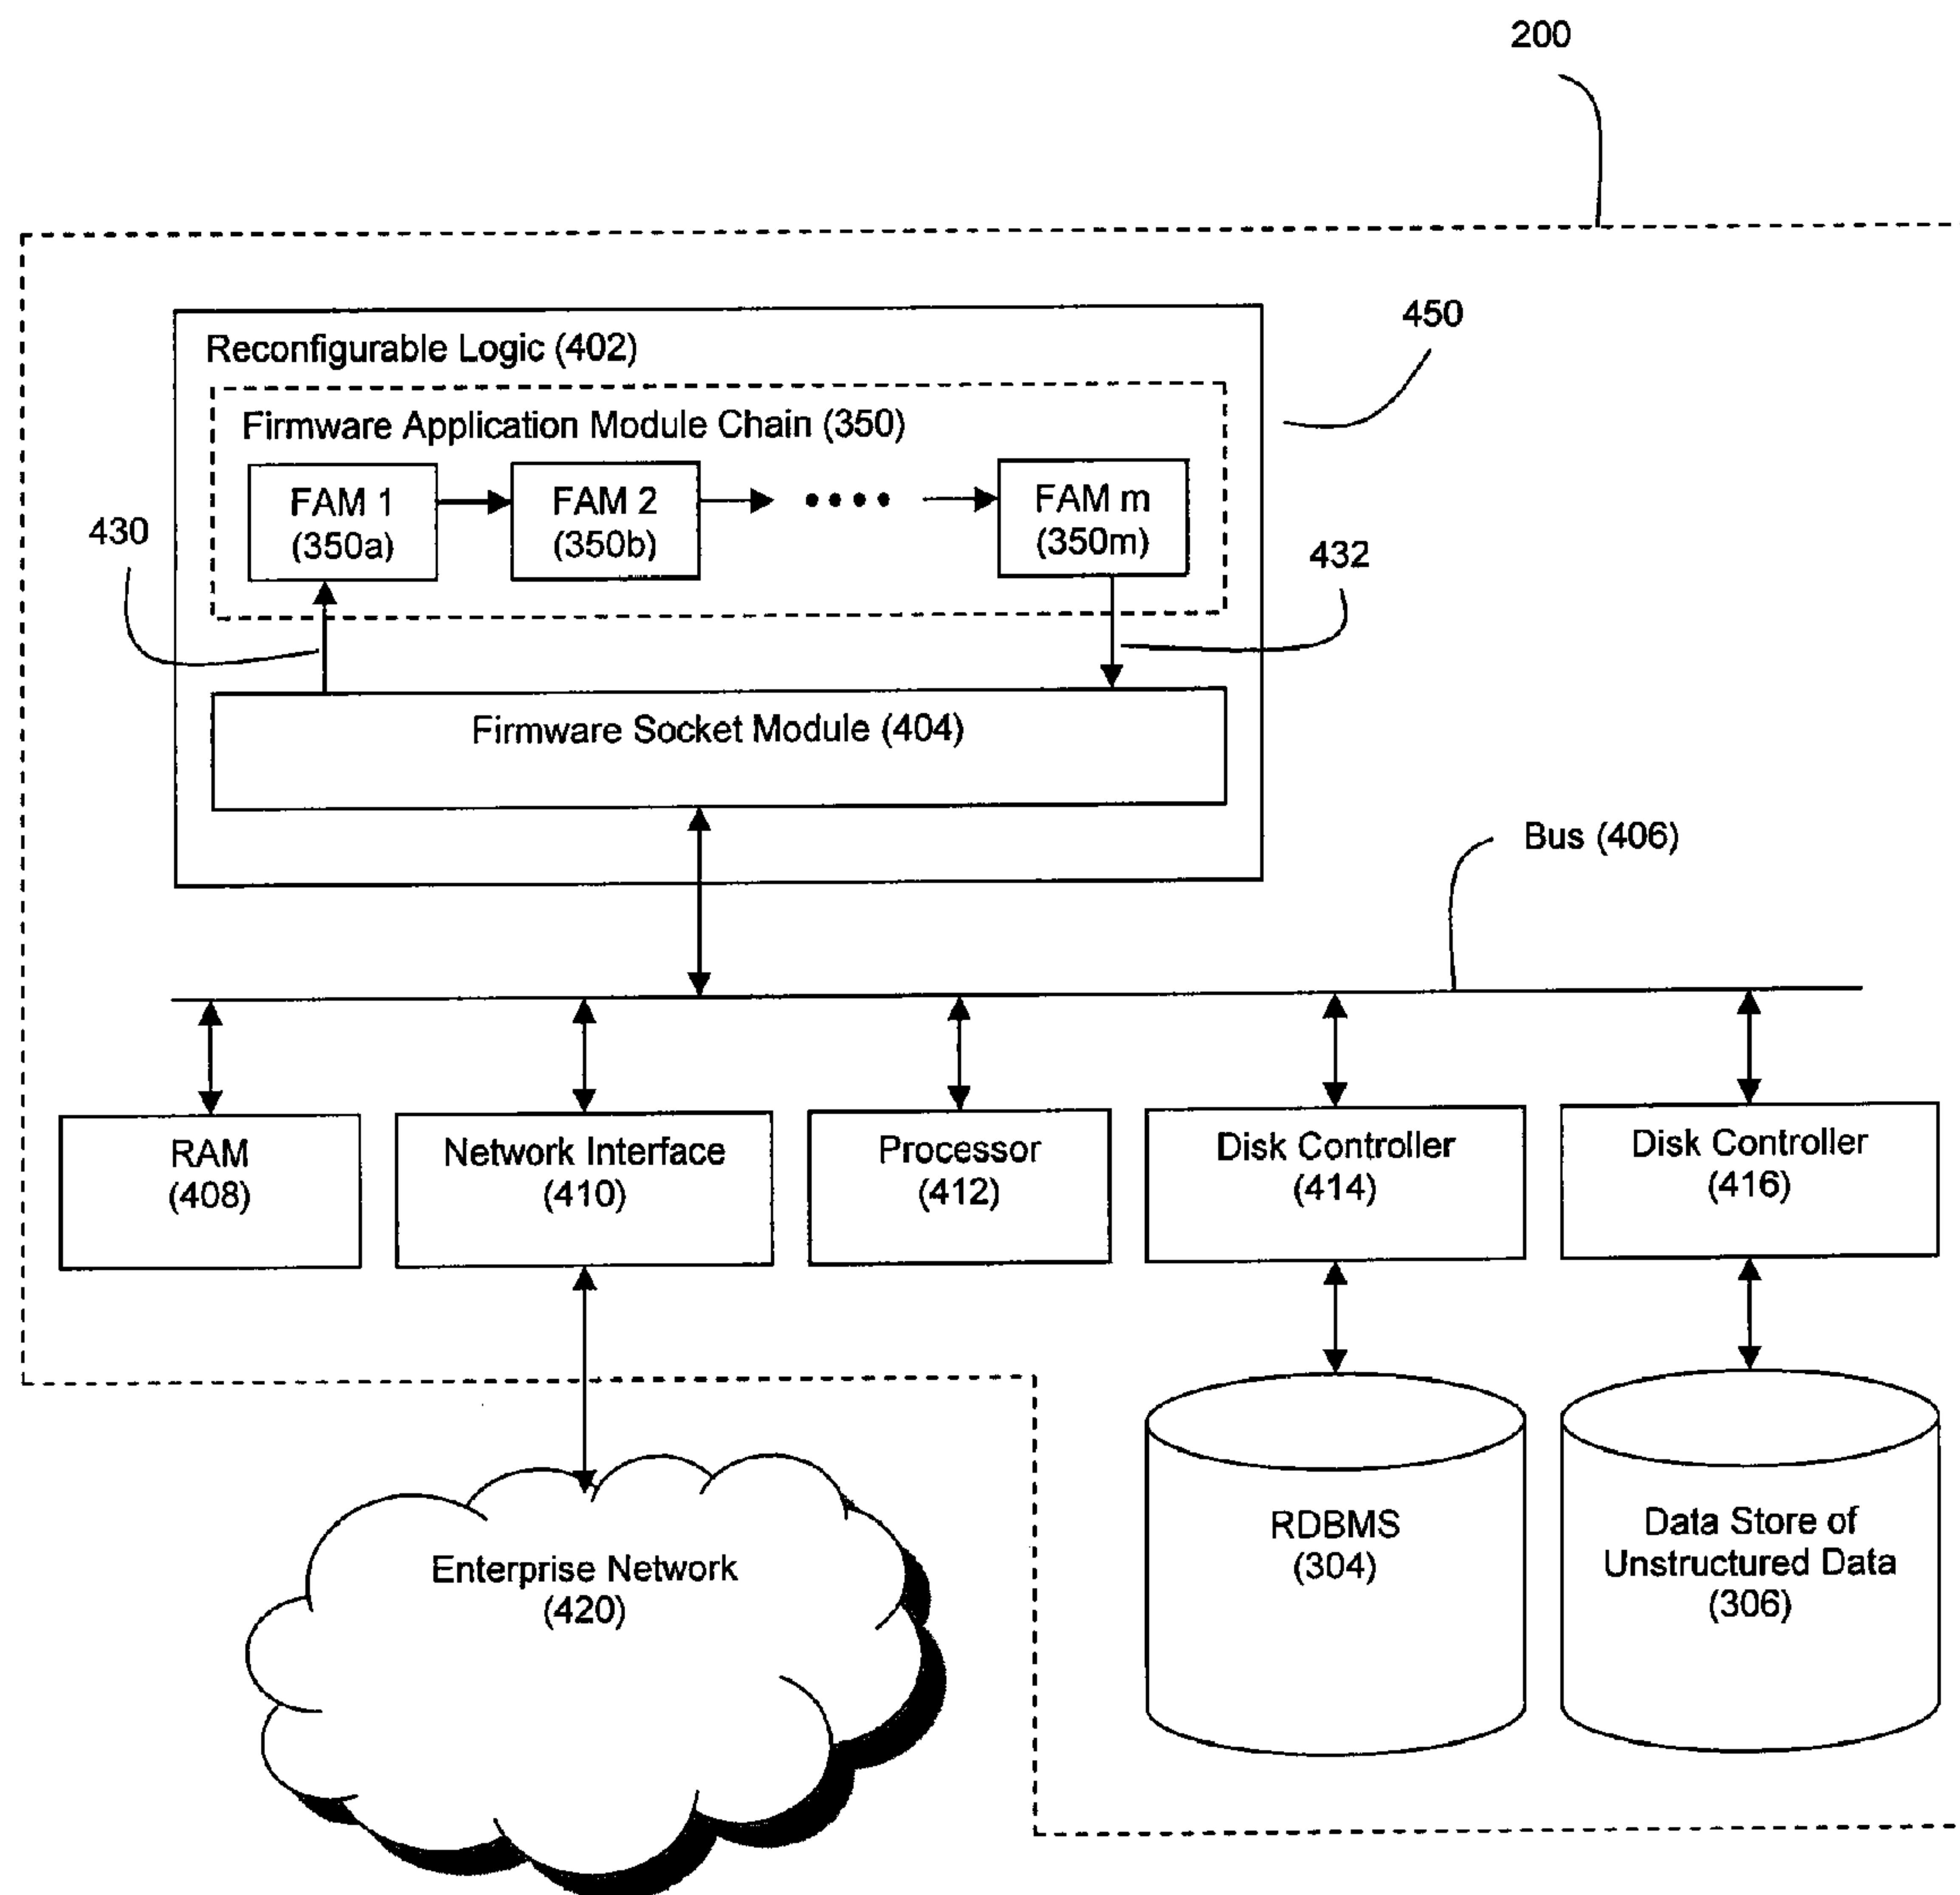 200
450
Reconfigurable Logic (402)
Firmware Application Module Chain (350)
FAM 1
(350a)
FAM 2
(350b)
FAM m
(350m)
430
432
Firmware Socket Module (404)
Bus (406)
RAM
(408)
Network Interface
(410)
Processor
(412)
Disk Controller
(414)
Disk Controller
(416)
Enterprise Network
(420)
RDBMS
(304)
Data Store of
Unstructured Data
(306)